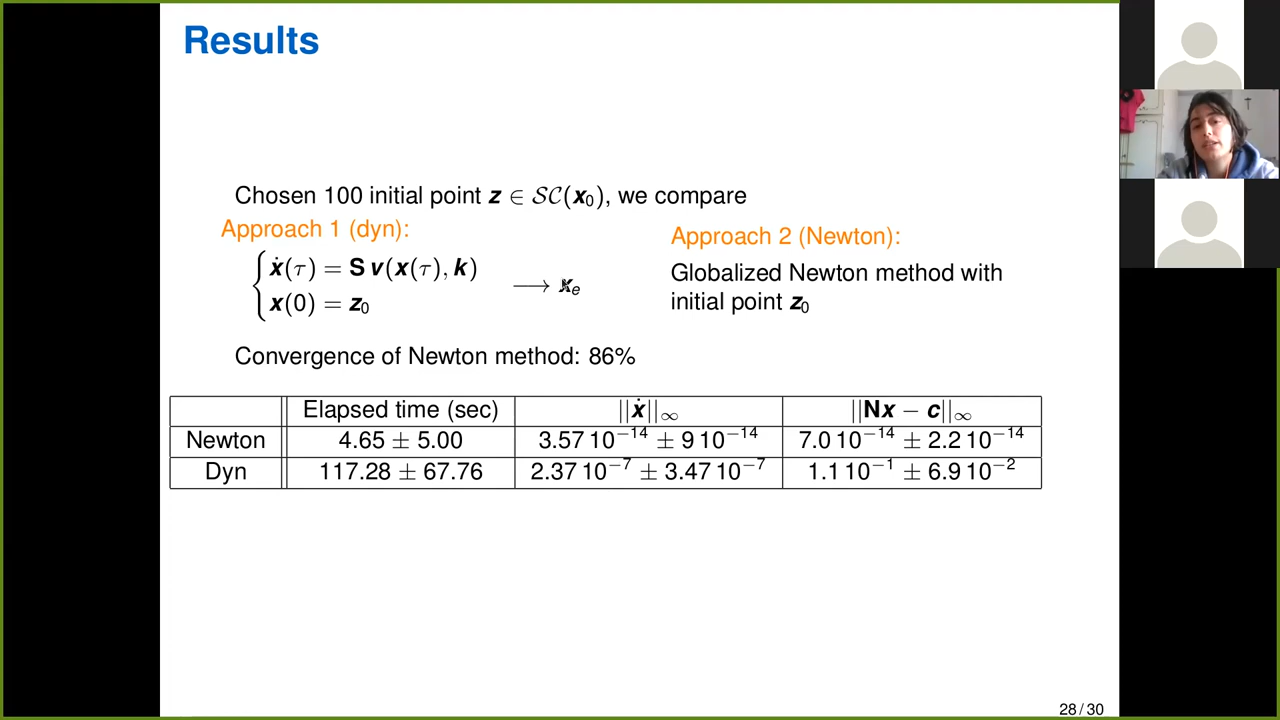 Results
Chosen 100 initial point z ∈ SC(x₀), we compare
Approach 1 (dyn):
ẋ(τ) = S v(x(τ), k)
x(0) = z₀
⟶ xₑ
Approach 2 (Newton):
Globalized Newton method with
initial point z₀
Convergence of Newton method: 86%
Elapsed time (sec) ||ẋ||∞ ||Nx − c||∞
Newton 4.65 ± 5.00 3.57 10⁻¹⁴ ± 9 10⁻¹⁴ 7.0 10⁻¹⁴ ± 2.2 10⁻¹⁴
Dyn 117.28 ± 67.76 2.37 10⁻⁷ ± 3.47 10⁻⁷ 1.1 10⁻¹ ± 6.9 10⁻²
28 / 30